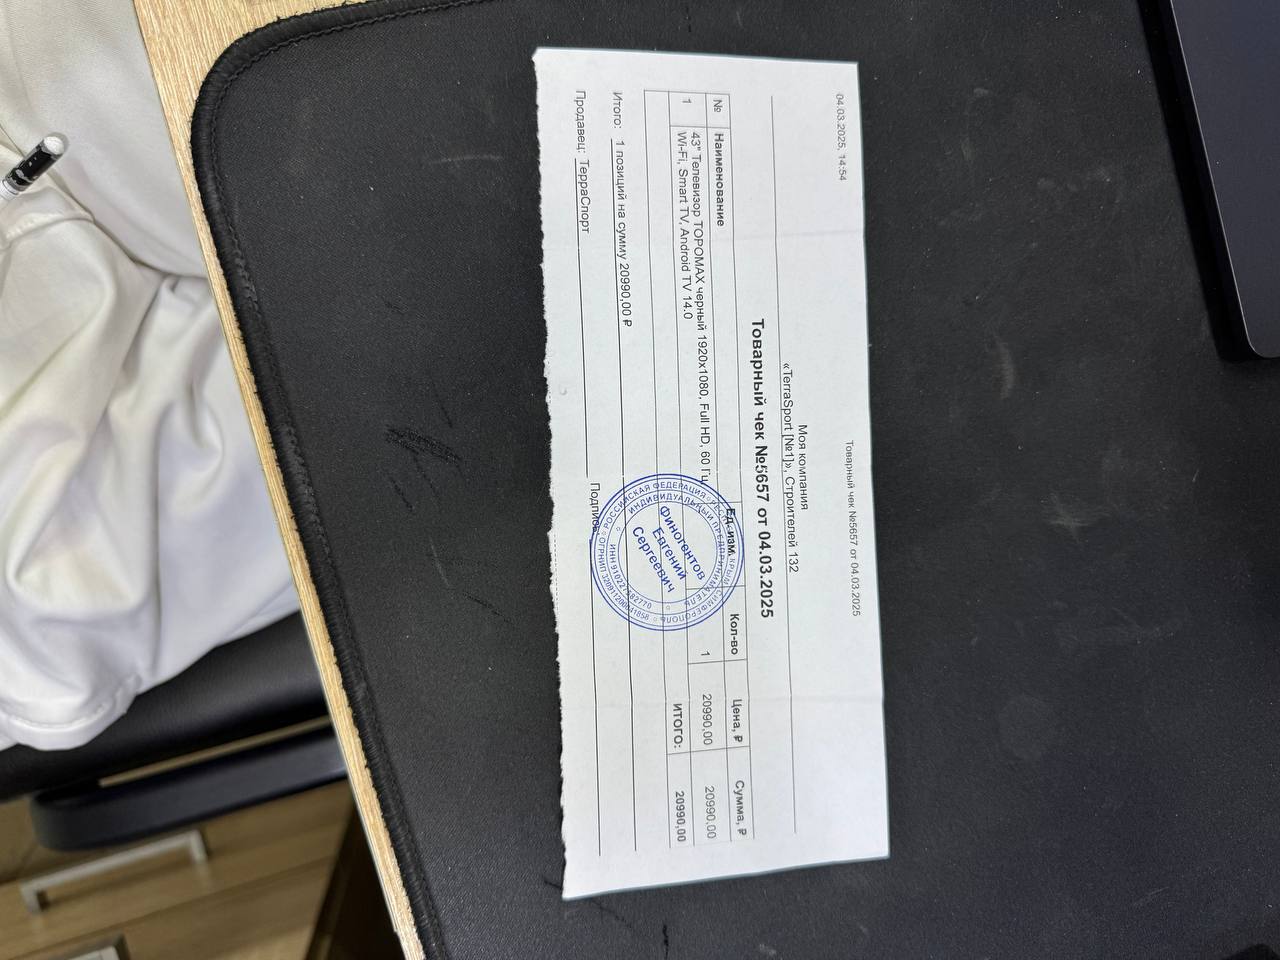 04.03.2025, 14:54
Товарный чек №5657 от 04.03.2025
Моя компания
«TerraSport [№1]», Строителей 132
Товарный чек №5657 от 04.03.2025
№ Наименование Ед. изм. Кол-во Цена, ₽ Сумма, ₽
1 43" Телевизор TOPOMAX черный 1920x1080, Full HD, 60 Гц, 1 20990,00 20990,00
Wi-Fi, Smart TV, Android TV 14.0
ИТОГО: 20990,00
Итого: 1 позиций на сумму 20990,00 ₽
Продавец: ТерраСпорт Подпись
РОССИЙСКАЯ ФЕДЕРАЦИЯ КРЫМ СИМФЕРОПОЛЬ
ИНДИВИДУАЛЬНЫЙ ПРЕДПРИНИМАТЕЛЬ
Финогентов
Евгений
Сергеевич